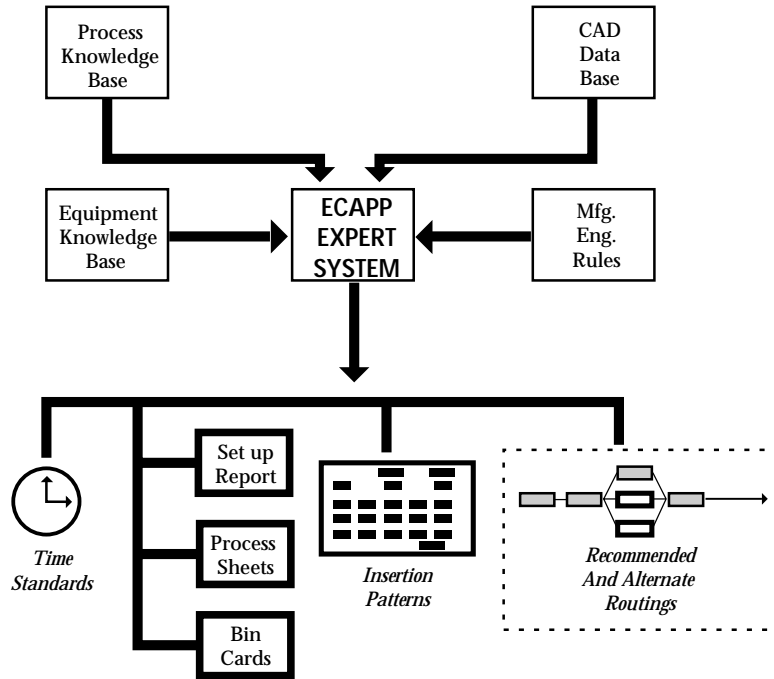 Process
Knowledge
Base
CAD
Data
Base
Equipment
Knowledge
Base
ECAPP
EXPERT
SYSTEM
Mfg.
Eng.
Rules
Set up
Report
Process
Sheets
Bin
Cards
Time
Standards
Insertion
Patterns
Recommended
And Alternate
Routings